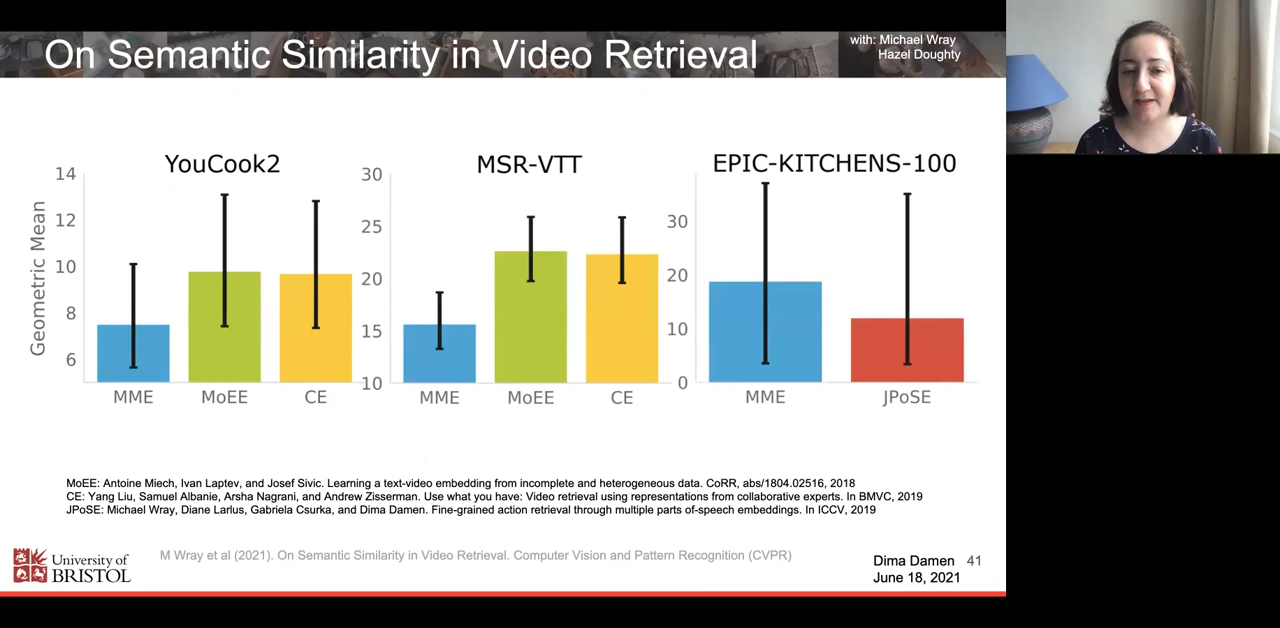 On Semantic Similarity in Video Retrieval
with: Michael Wray
Hazel Doughty
YouCook2
Geometric Mean
14
12
10
8
6
MME MoEE CE
MSR-VTT
30
25
20
15
10
MME MoEE CE
EPIC-KITCHENS-100
30
20
10
0
MME JPoSE
MoEE: Antoine Miech, Ivan Laptev, and Josef Sivic. Learning a text-video embedding from incomplete and heterogeneous data. CoRR, abs/1804.02516, 2018
CE: Yang Liu, Samuel Albanie, Arsha Nagrani, and Andrew Zisserman. Use what you have: Video retrieval using representations from collaborative experts. In BMVC, 2019
JPoSE: Michael Wray, Diane Larlus, Gabriela Csurka, and Dima Damen. Fine-grained action retrieval through multiple parts-of-speech embeddings. In ICCV, 2019
University of
BRISTOL
M Wray et al (2021). On Semantic Similarity in Video Retrieval. Computer Vision and Pattern Recognition (CVPR)
Dima Damen 41
June 18, 2021